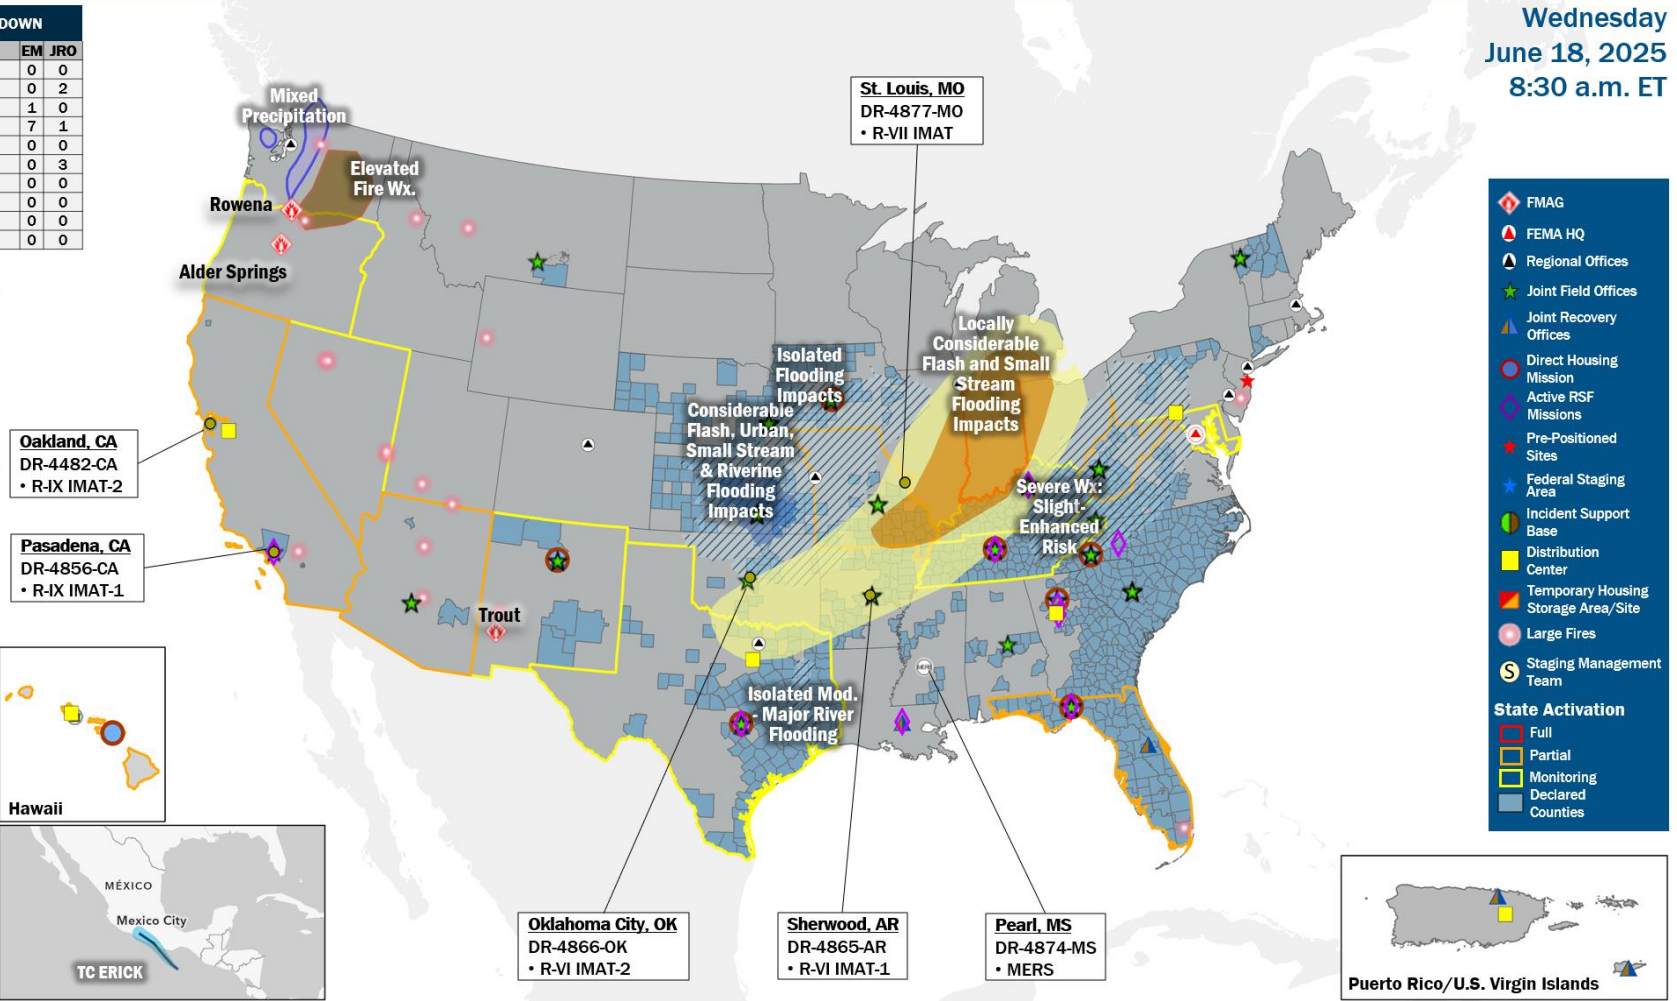 DOWN
EM JRO
0 0
0 2
1 0
7 1
0 0
0 3
0 0
0 0
0 0
0 0
Wednesday
June 18, 2025
8:30 a.m. ET
Mixed
Precipitation
Elevated
Fire Wx.
Rowena
Alder Springs
St. Louis, MO
DR-4877-MO
• R-VII IMAT
Isolated
Flooding
Impacts
Considerable
Flash, Urban,
Small Stream
& Riverine
Flooding
Impacts
Locally
Considerable
Flash and Small
Stream
Flooding
Impacts
Severe Wx:
Slight-
Enhanced
Risk
Oakland, CA
DR-4482-CA
• R-IX IMAT-2
Pasadena, CA
DR-4856-CA
• R-IX IMAT-1
Trout
Isolated Mod.
- Major River
Flooding
MERS
Hawaii
MÉXICO
Mexico City
TC ERICK
Oklahoma City, OK
DR-4866-OK
• R-VI IMAT-2
Sherwood, AR
DR-4865-AR
• R-VI IMAT-1
Pearl, MS
DR-4874-MS
• MERS
FMAG
FEMA HQ
Regional Offices
Joint Field Offices
Joint Recovery
Offices
Direct Housing
Mission
Active RSF
Missions
Pre-Positioned
Sites
Federal Staging
Area
Incident Support
Base
Distribution
Center
Temporary Housing
Storage Area/Site
Large Fires
S
Staging Management
Team
State Activation
Full
Partial
Monitoring
Declared
Counties
Puerto Rico/U.S. Virgin Islands